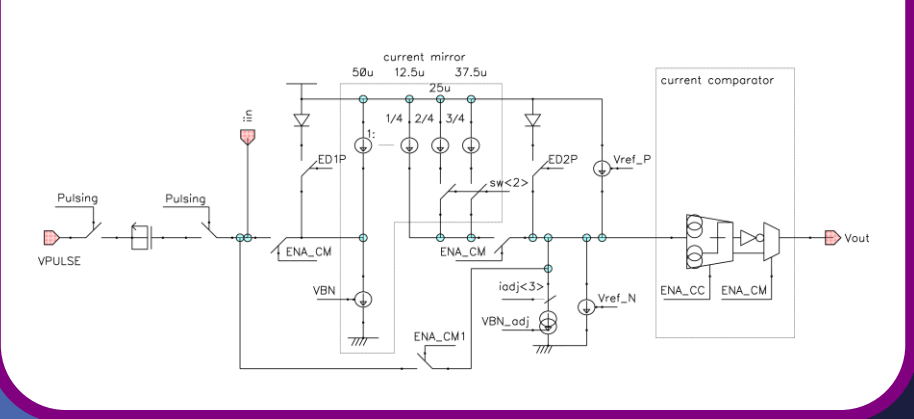 current mirror
50u 12.5u 37.5u
25u
current comparator
iin
1/4 2/4 3/4
1:
ED1P
ED2P
Vref_P
sw<2>
Pulsing
Pulsing
VPULSE
ENA_CM
ENA_CM
Vout
VBN
iadj<3>
Vref_N
ENA_CC
ENA_CM
VBN_adj
ENA_CM1